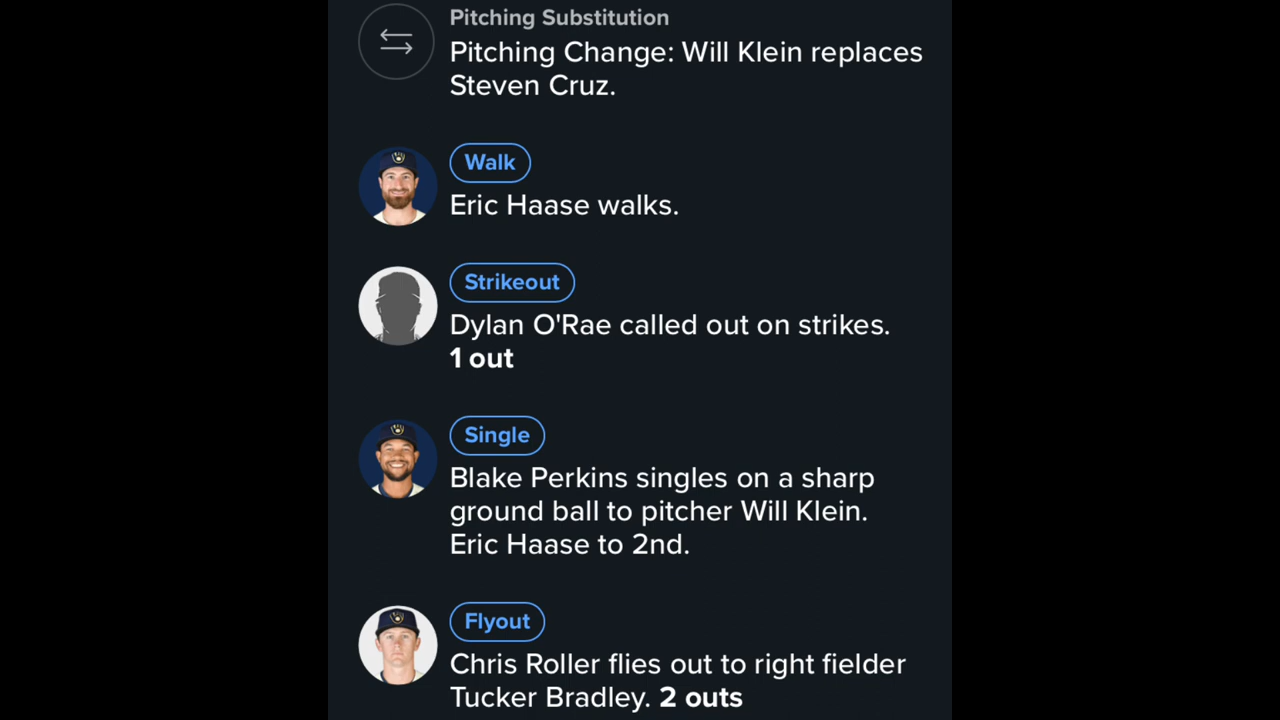 Pitching Substitution
Pitching Change: Will Klein replaces
Steven Cruz.
Walk
Eric Haase walks.
Strikeout
Dylan O'Rae called out on strikes.
1 out
Single
Blake Perkins singles on a sharp
ground ball to pitcher Will Klein.
Eric Haase to 2nd.
Flyout
Chris Roller flies out to right fielder
Tucker Bradley. 2 outs